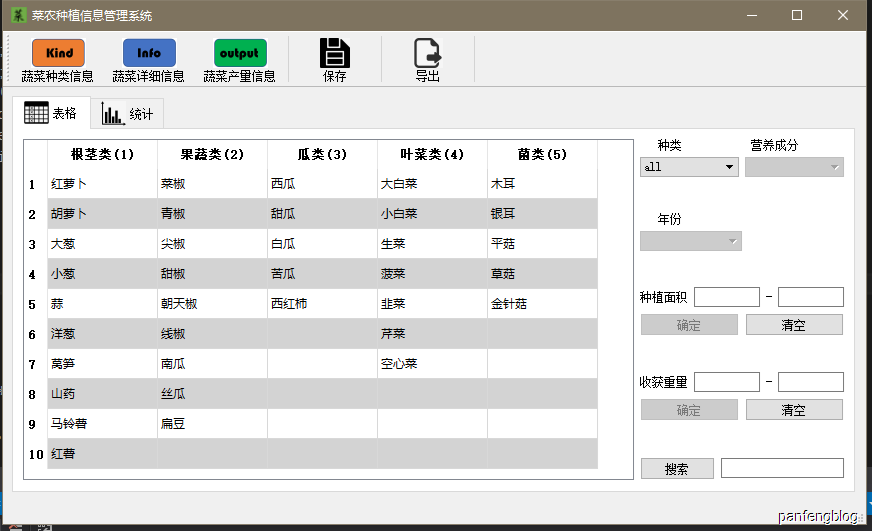 菜 菜农种植信息管理系统
Kind Info output
蔬菜种类信息 蔬菜详细信息 蔬菜产量信息 保存 导出
表格 统计
根茎类(1) 果蔬类(2) 瓜类(3) 叶菜类(4) 菌类(5)
1 红萝卜 菜椒 西瓜 大白菜 木耳
2 胡萝卜 青椒 甜瓜 小白菜 银耳
3 大葱 尖椒 白瓜 生菜 平菇
4 小葱 甜椒 苦瓜 菠菜 草菇
5 蒜 朝天椒 西红柿 韭菜 金针菇
6 洋葱 线椒 芹菜
7 莴笋 南瓜 空心菜
8 山药 丝瓜
9 马铃薯 扁豆
10 红薯
种类 营养成分
all
年份
种植面积 -
确定 清空
收获重量 -
确定 清空
搜索
panfengblog